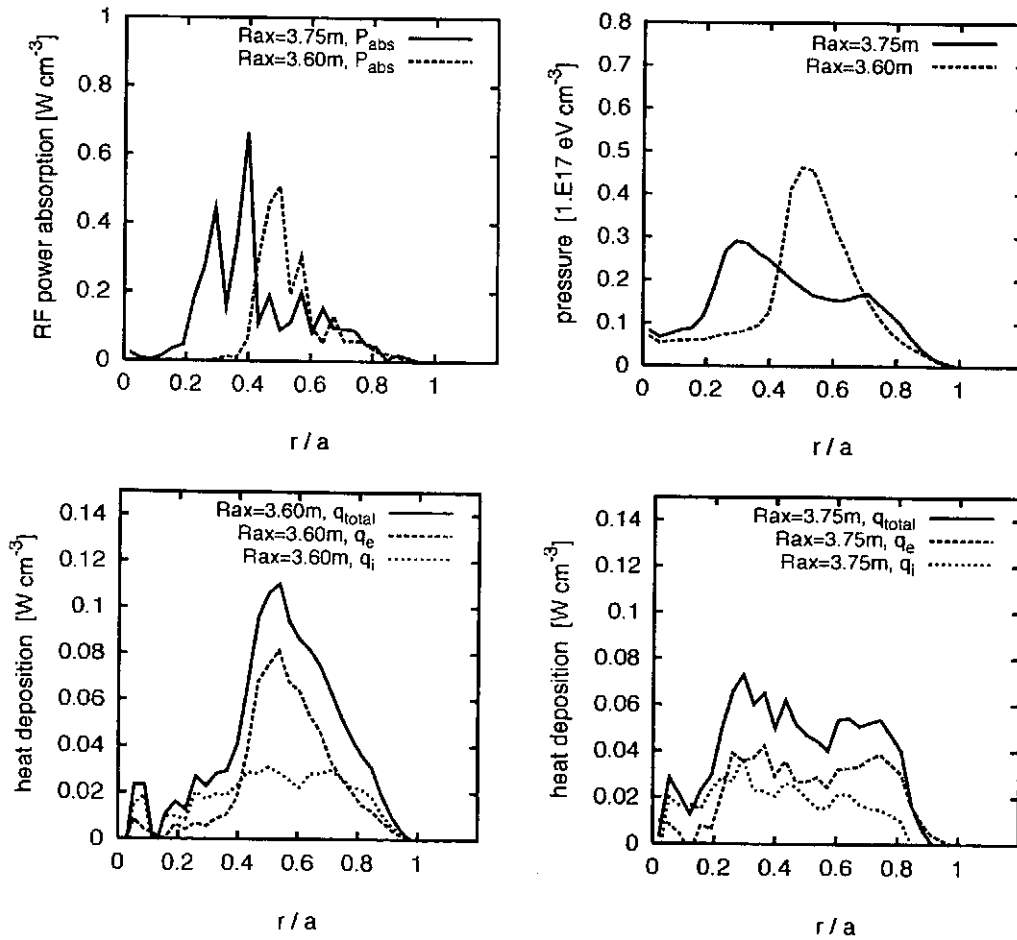 RF power absorption [W cm-3]
1
0.8
0.6
0.4
0.2
0
Rax=3.75m, Pabs
Rax=3.60m, Pabs
0 0.2 0.4 0.6 0.8 1
r / a
pressure [1.E17 eV cm-3]
0.8
0.7
0.6
0.5
0.4
0.3
0.2
0.1
0
Rax=3.75m
Rax=3.60m
0 0.2 0.4 0.6 0.8 1
r / a
heat deposition [W cm-3]
0.14
0.12
0.1
0.08
0.06
0.04
0.02
0
Rax=3.60m, qtotal
Rax=3.60m, qe
Rax=3.60m, qi
0 0.2 0.4 0.6 0.8 1
r / a
heat deposition [W cm-3]
0.14
0.12
0.1
0.08
0.06
0.04
0.02
0
Rax=3.75m, qtotal
Rax=3.75m, qe
Rax=3.75m, qi
0 0.2 0.4 0.6 0.8 1
r / a